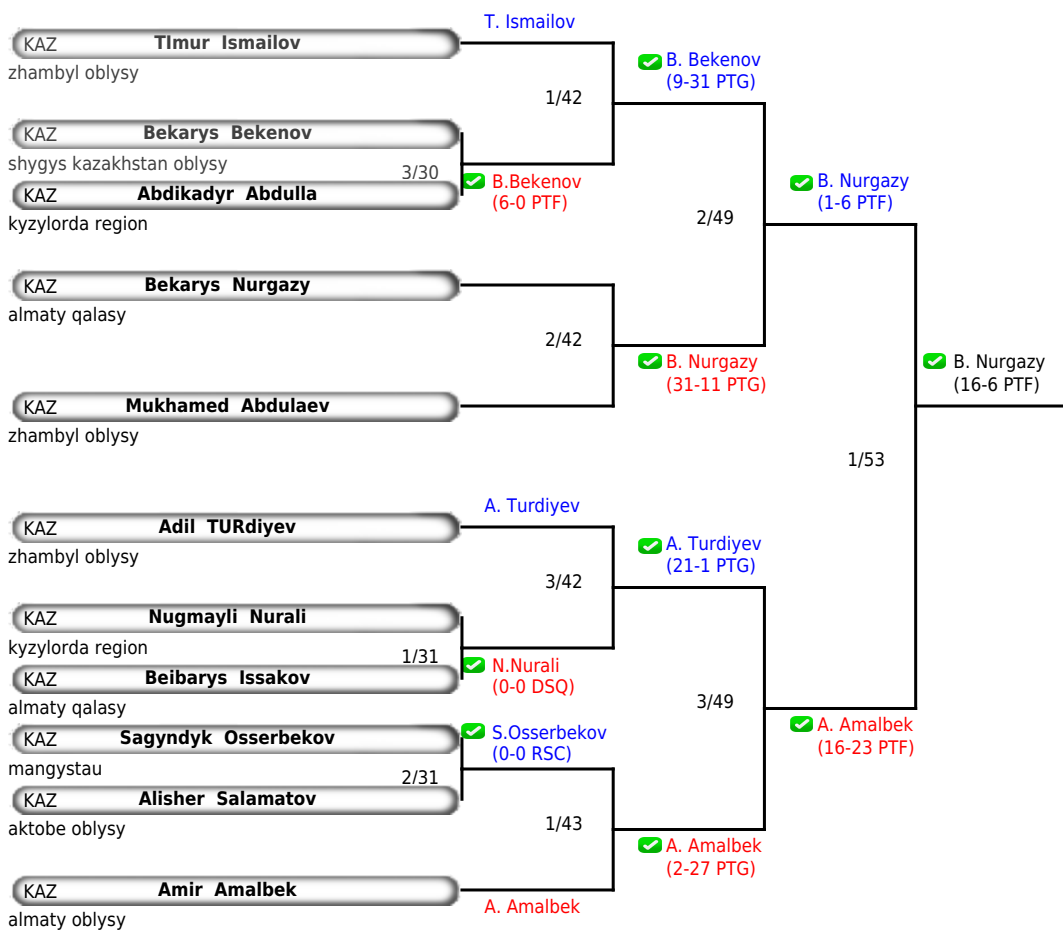 T. Ismailov
KAZ TImur Ismailov
zhambyl oblysy
B. Bekenov
(9-31 PTG)
1/42
KAZ Bekarys Bekenov
shygys kazakhstan oblysy
3/30
B.Bekenov
(6-0 PTF)
KAZ Abdikadyr Abdulla
kyzylorda region
B. Nurgazy
(1-6 PTF)
2/49
KAZ Bekarys Nurgazy
almaty qalasy
2/42
B. Nurgazy
(31-11 PTG)
B. Nurgazy
(16-6 PTF)
KAZ Mukhamed Abdulaev
zhambyl oblysy
1/53
A. Turdiyev
KAZ Adil TURdiyev
zhambyl oblysy
A. Turdiyev
(21-1 PTG)
3/42
KAZ Nugmayli Nurali
kyzylorda region
1/31
N.Nurali
(0-0 DSQ)
KAZ Beibarys Issakov
almaty qalasy
3/49
A. Amalbek
(16-23 PTF)
KAZ Sagyndyk Osserbekov
mangystau
S.Osserbekov
(0-0 RSC)
2/31
KAZ Alisher Salamatov
aktobe oblysy
1/43
A. Amalbek
(2-27 PTG)
KAZ Amir Amalbek
almaty oblysy
A. Amalbek